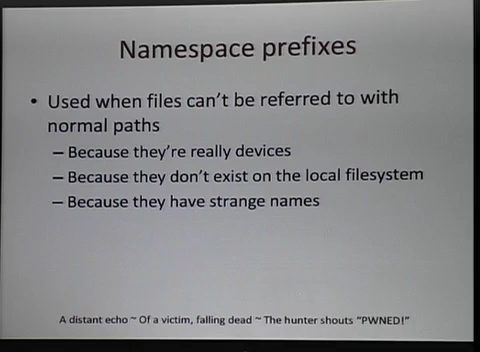 Namespace prefixes
• Used when files can't be referred to with
normal paths
– Because they're really devices
– Because they don't exist on the local filesystem
– Because they have strange names
A distant echo ~ Of a victim, falling dead ~ The hunter shouts "PWNED!"